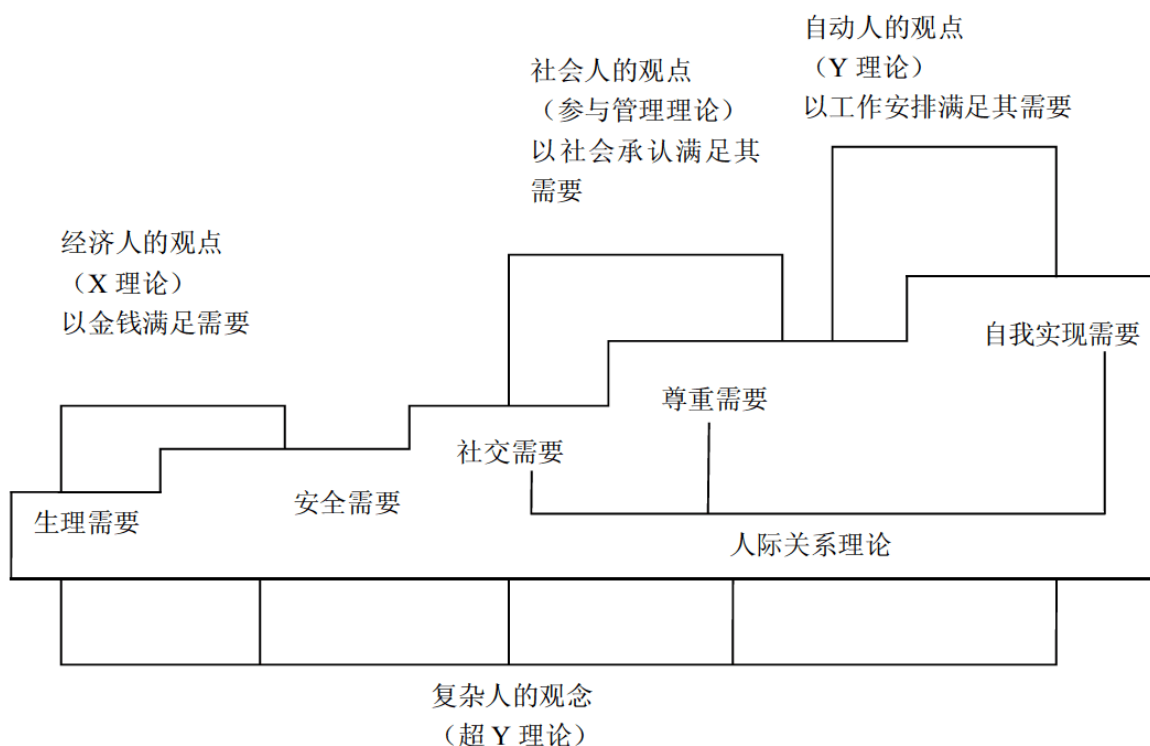 自动人的观点
（Y 理论）
以工作安排满足其需要
社会人的观点
（参与管理理论）
以社会承认满足其
需要
经济人的观点
（X 理论）
以金钱满足需要
自我实现需要
尊重需要
社交需要
安全需要
生理需要
人际关系理论
复杂人的观念
（超 Y 理论）